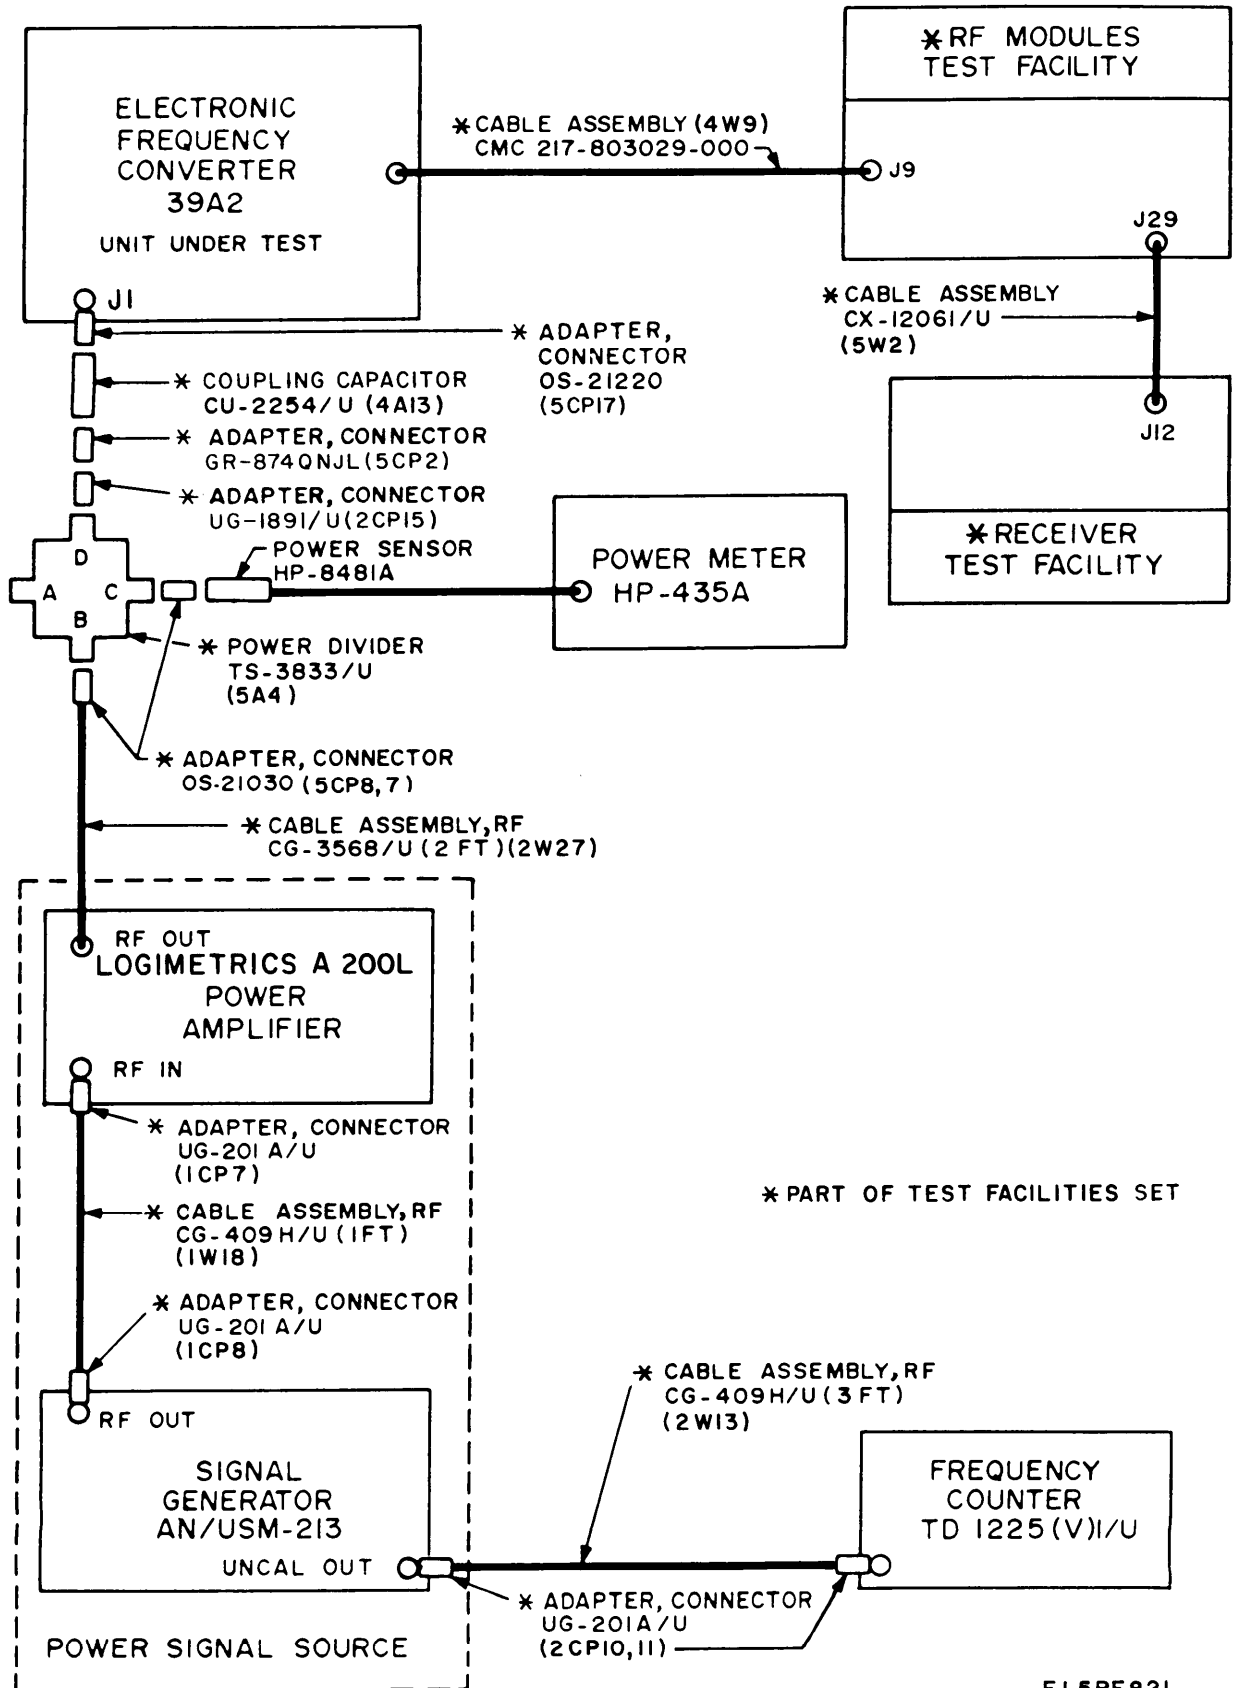 ELECTRONIC
FREQUENCY
CONVERTER
39A2
UNIT UNDER TEST
J1
* CABLE ASSEMBLY (4W9)
CMC 217-803029-000
* RF MODULES
TEST FACILITY
J9
J29
* CABLE ASSEMBLY
CX-12061/U
(5W2)
J12
* RECEIVER
TEST FACILITY
* ADAPTER,
CONNECTOR
OS-21220
(5CP17)
* COUPLING CAPACITOR
CU-2254/U (4A13)
* ADAPTER, CONNECTOR
GR-874QNJL (5CP2)
* ADAPTER, CONNECTOR
UG-1891/U (2CP15)
POWER SENSOR
HP-8481A
POWER METER
HP-435A
D
A C
B
* POWER DIVIDER
TS-3833/U
(5A4)
* ADAPTER, CONNECTOR
OS-21030 (5CP8,7)
* CABLE ASSEMBLY, RF
CG-3568/U (2 FT) (2W27)
RF OUT
LOGIMETRICS A 200L
POWER
AMPLIFIER
RF IN
* ADAPTER, CONNECTOR
UG-201 A/U
(1CP7)
* CABLE ASSEMBLY, RF
CG-409 H/U (1FT)
(1W18)
* ADAPTER, CONNECTOR
UG-201 A/U
(1CP8)
* PART OF TEST FACILITIES SET
RF OUT
SIGNAL
GENERATOR
AN/USM-213
UNCAL OUT
* CABLE ASSEMBLY, RF
CG-409H/U (3 FT)
(2W13)
FREQUENCY
COUNTER
TD 1225 (V)1/U
* ADAPTER, CONNECTOR
UG-201A/U
(2CP10,11)
POWER SIGNAL SOURCE